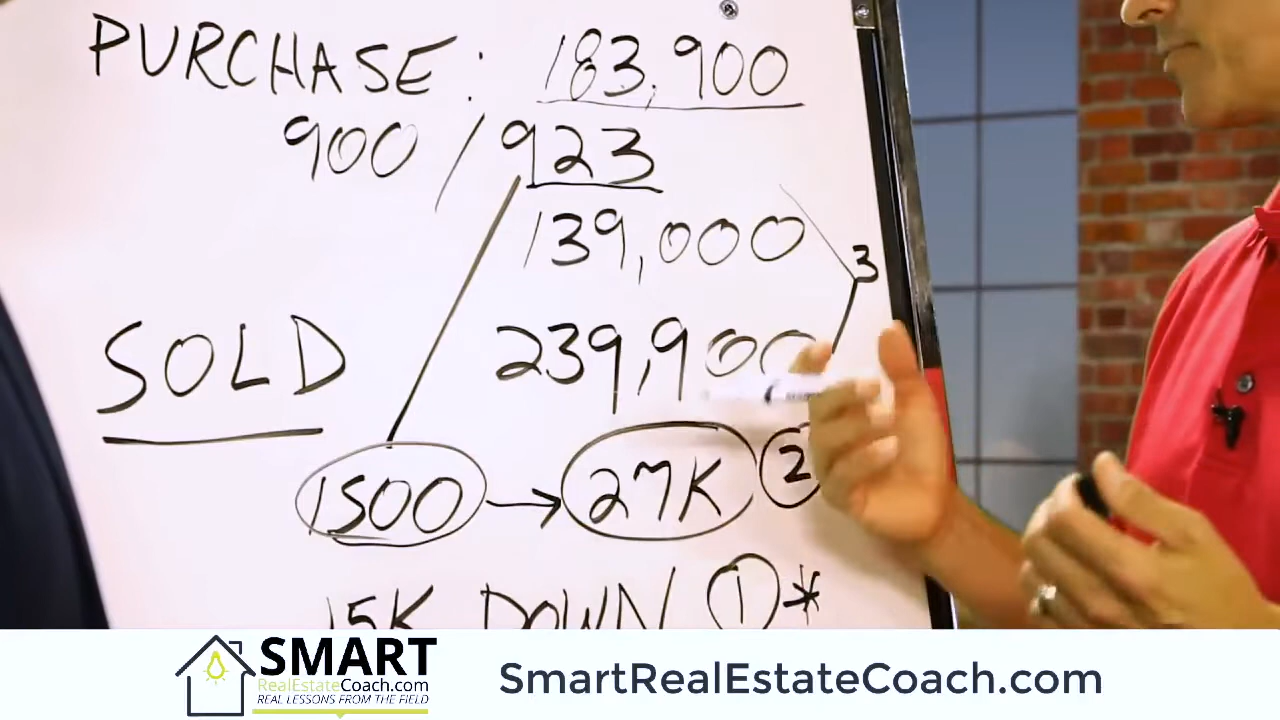 PURCHASE: 183,900
900 / 923
139,000
3
SOLD 239,900
1500 → 27K 2
15K DOWN 1*
SMART
RealEstateCoach.com
REAL LESSONS FROM THE FIELD
SmartRealEstateCoach.com